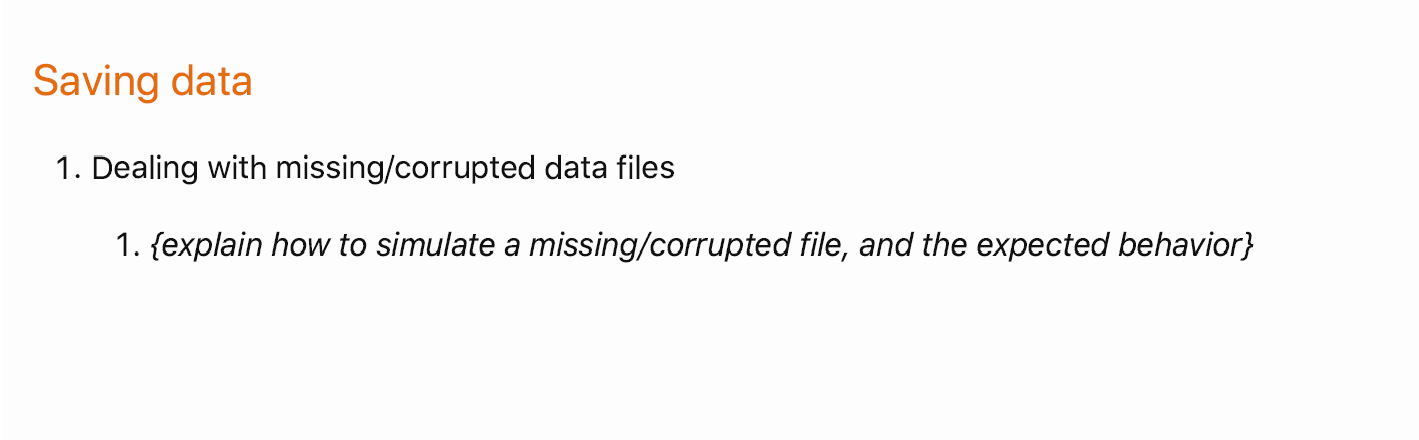 Saving data
1. Dealing with missing/corrupted data files
1. {explain how to simulate a missing/corrupted file, and the expected behavior}